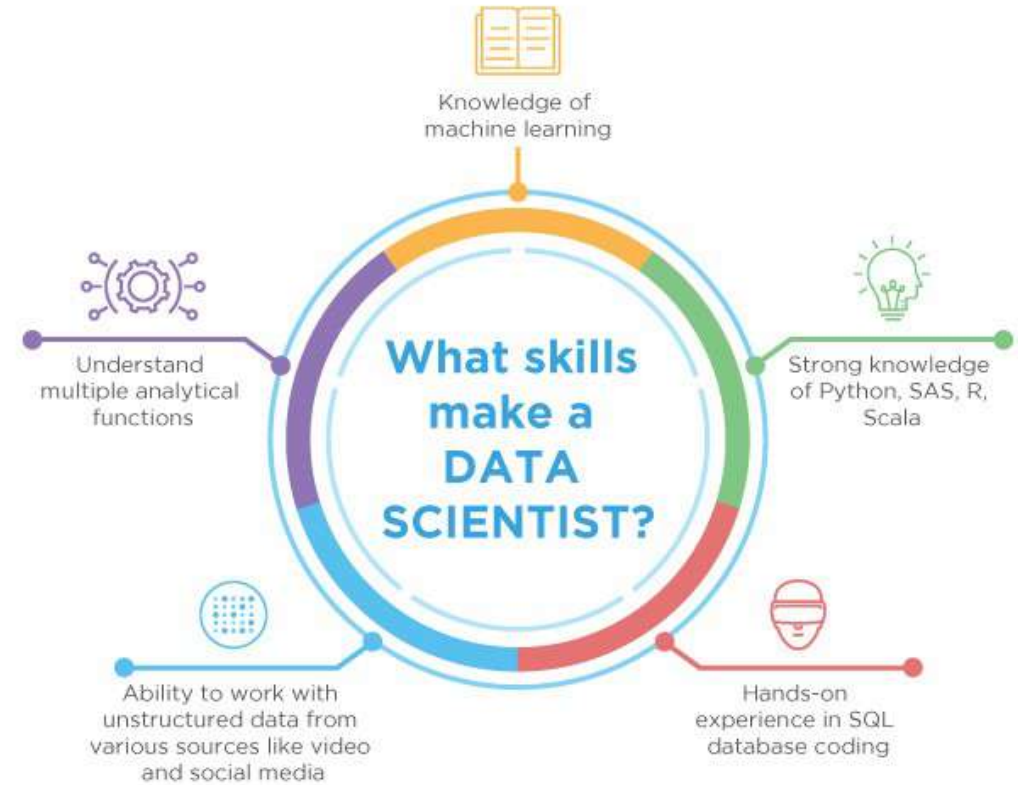 Knowledge of
machine learning
Understand
multiple analytical
functions
What skills
make a
DATA
SCIENTIST?
Strong knowledge
of Python, SAS, R,
Scala
Ability to work with
unstructured data from
various sources like video
and social media
Hands-on
experience in SQL
database coding